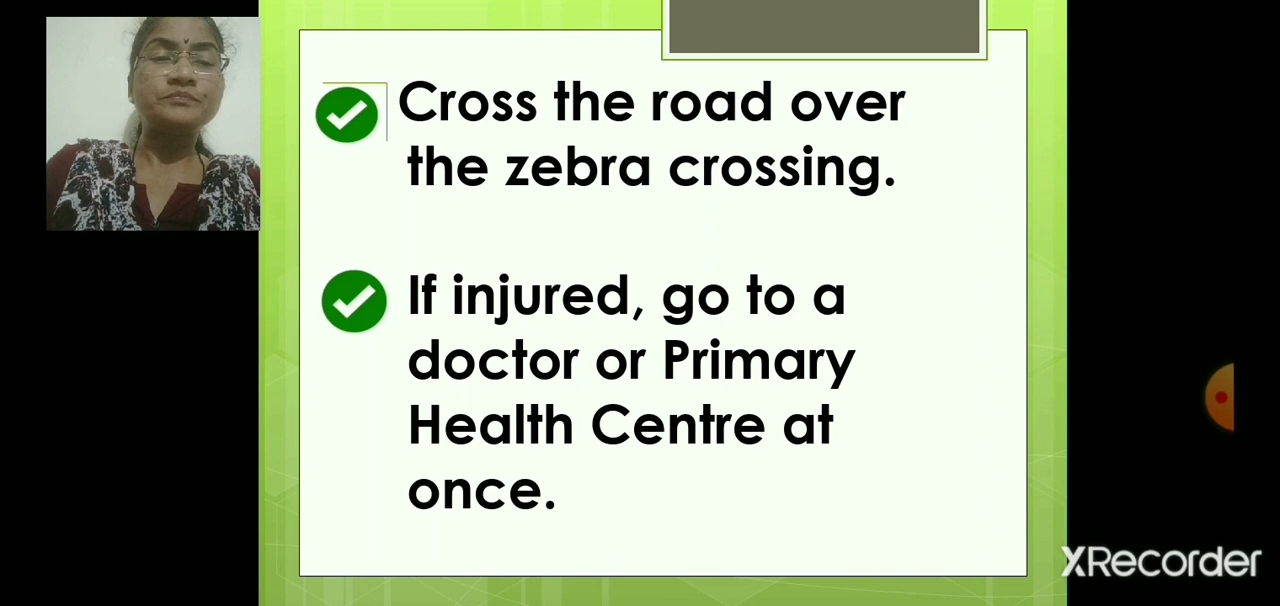 Cross the road over
the zebra crossing.
If injured, go to a
doctor or Primary
Health Centre at
once.
XRecorder